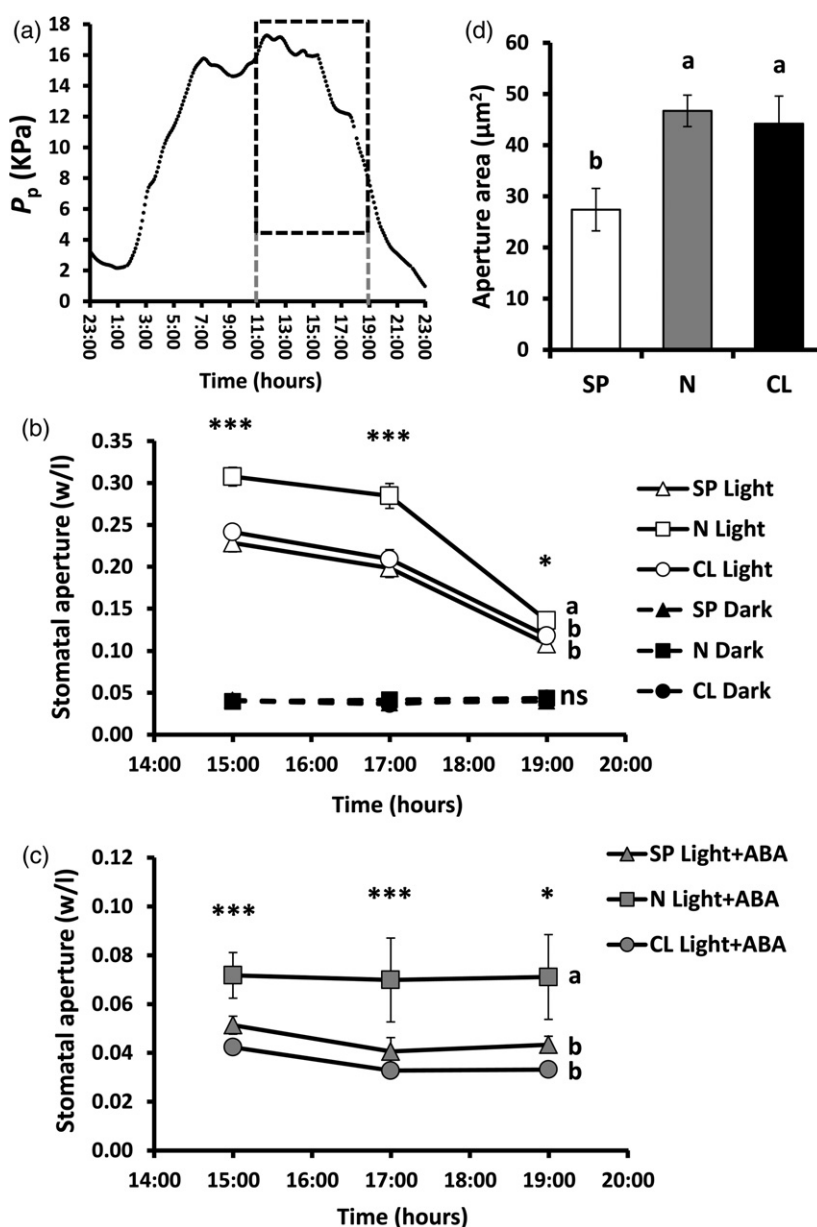 (a)
18
16
14
12
10
8
6
4
2
0
Pp (KPa)
23:00
1:00
3:00
5:00
7:00
9:00
11:00
13:00
15:00
17:00
19:00
21:00
23:00
Time (hours)
(d)
60
50
40
30
20
10
0
Aperture area (µm²)
b
a
a
SP
N
CL
(b)
0.35
0.30
0.25
0.20
0.15
0.10
0.05
0.00
Stomatal aperture (w/l)
***
***
*
a
b
b
ns
14:00
15:00
16:00
17:00
18:00
19:00
20:00
Time (hours)
SP Light
N Light
CL Light
SP Dark
N Dark
CL Dark
(c)
0.12
0.10
0.08
0.06
0.04
0.02
0.00
Stomatal aperture (w/l)
***
***
*
a
b
b
14:00
15:00
16:00
17:00
18:00
19:00
20:00
Time (hours)
SP Light+ABA
N Light+ABA
CL Light+ABA